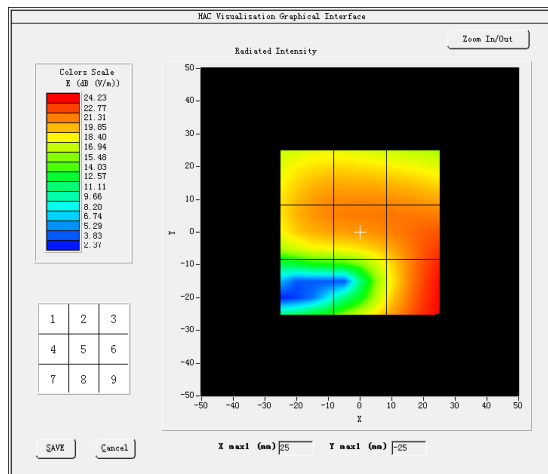 HAC Visualisation Graphical Interface
Zoom In/Out
Radiated Intensity
Colors Scale
E (dB (V/m))
24.23
22.77
21.31
19.85
18.40
16.94
15.48
14.03
12.57
11.11
9.66
8.20
6.74
5.29
3.83
2.37
50
40
30
20
10
0
-10
-20
-30
-40
-50
Y
-50 -40 -30 -20 -10 0 10 20 30 40 50
X
1 2 3
4 5 6
7 8 9
SAVE Cancel
X max1 (mm) 25 Y max1 (mm) -25